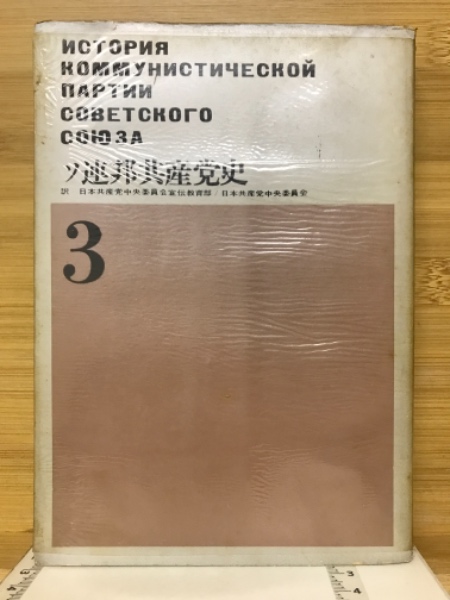 ИСТОРИЯ
КОММУНИСТИЧЕСКОЙ
ПАРТИИ
СОВЕТСКОГО
СОЮЗА
ソ連邦共産党史
訳 日本共産党中央委員会宣伝教育部/日本共産党中央委員会
3
3
4